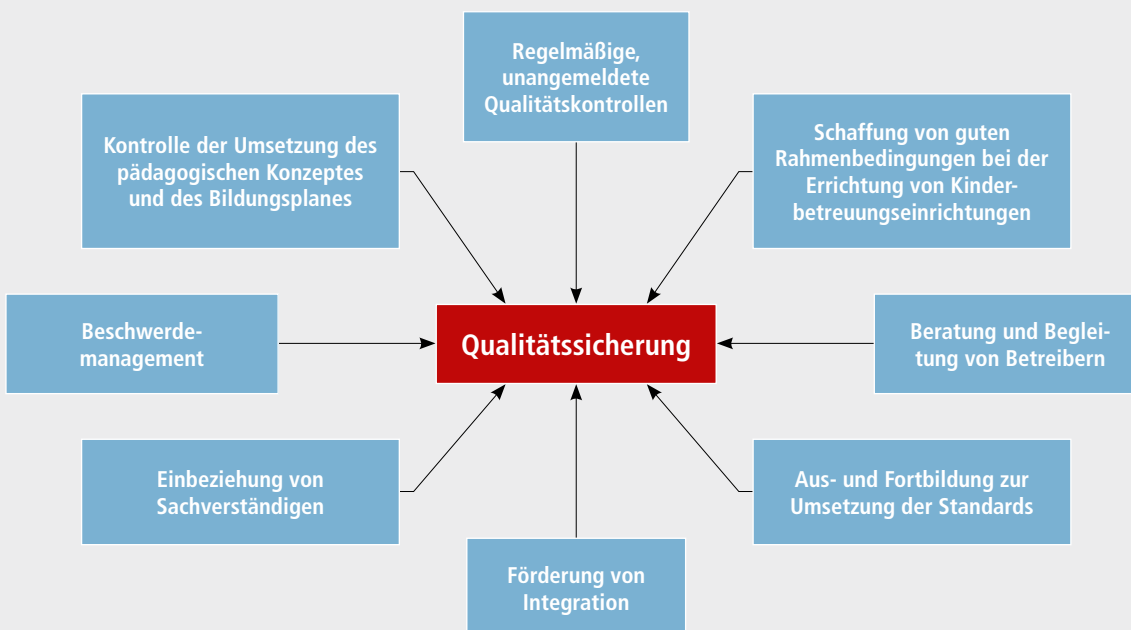 Regelmäßige,
unangemeldete
Qualitätskontrollen
Kontrolle der Umsetzung des
pädagogischen Konzeptes
und des Bildungsplanes
Schaffung von guten
Rahmenbedingungen bei der
Errichtung von Kinder-
betreuungseinrichtungen
Beschwerde-
management
Qualitätssicherung
Beratung und Beglei-
tung von Betreibern
Einbeziehung von
Sachverständigen
Aus- und Fortbildung zur
Umsetzung der Standards
Förderung von
Integration